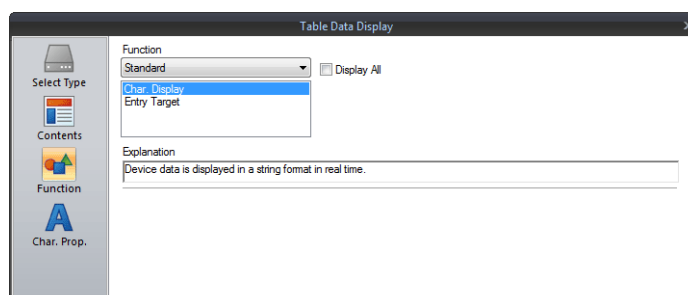 Table Data Display
Select Type
Contents
Function
Char. Prop.
Function
Standard
Display All
Char. Display
Entry Target
Explanation
Device data is displayed in a string format in real time.